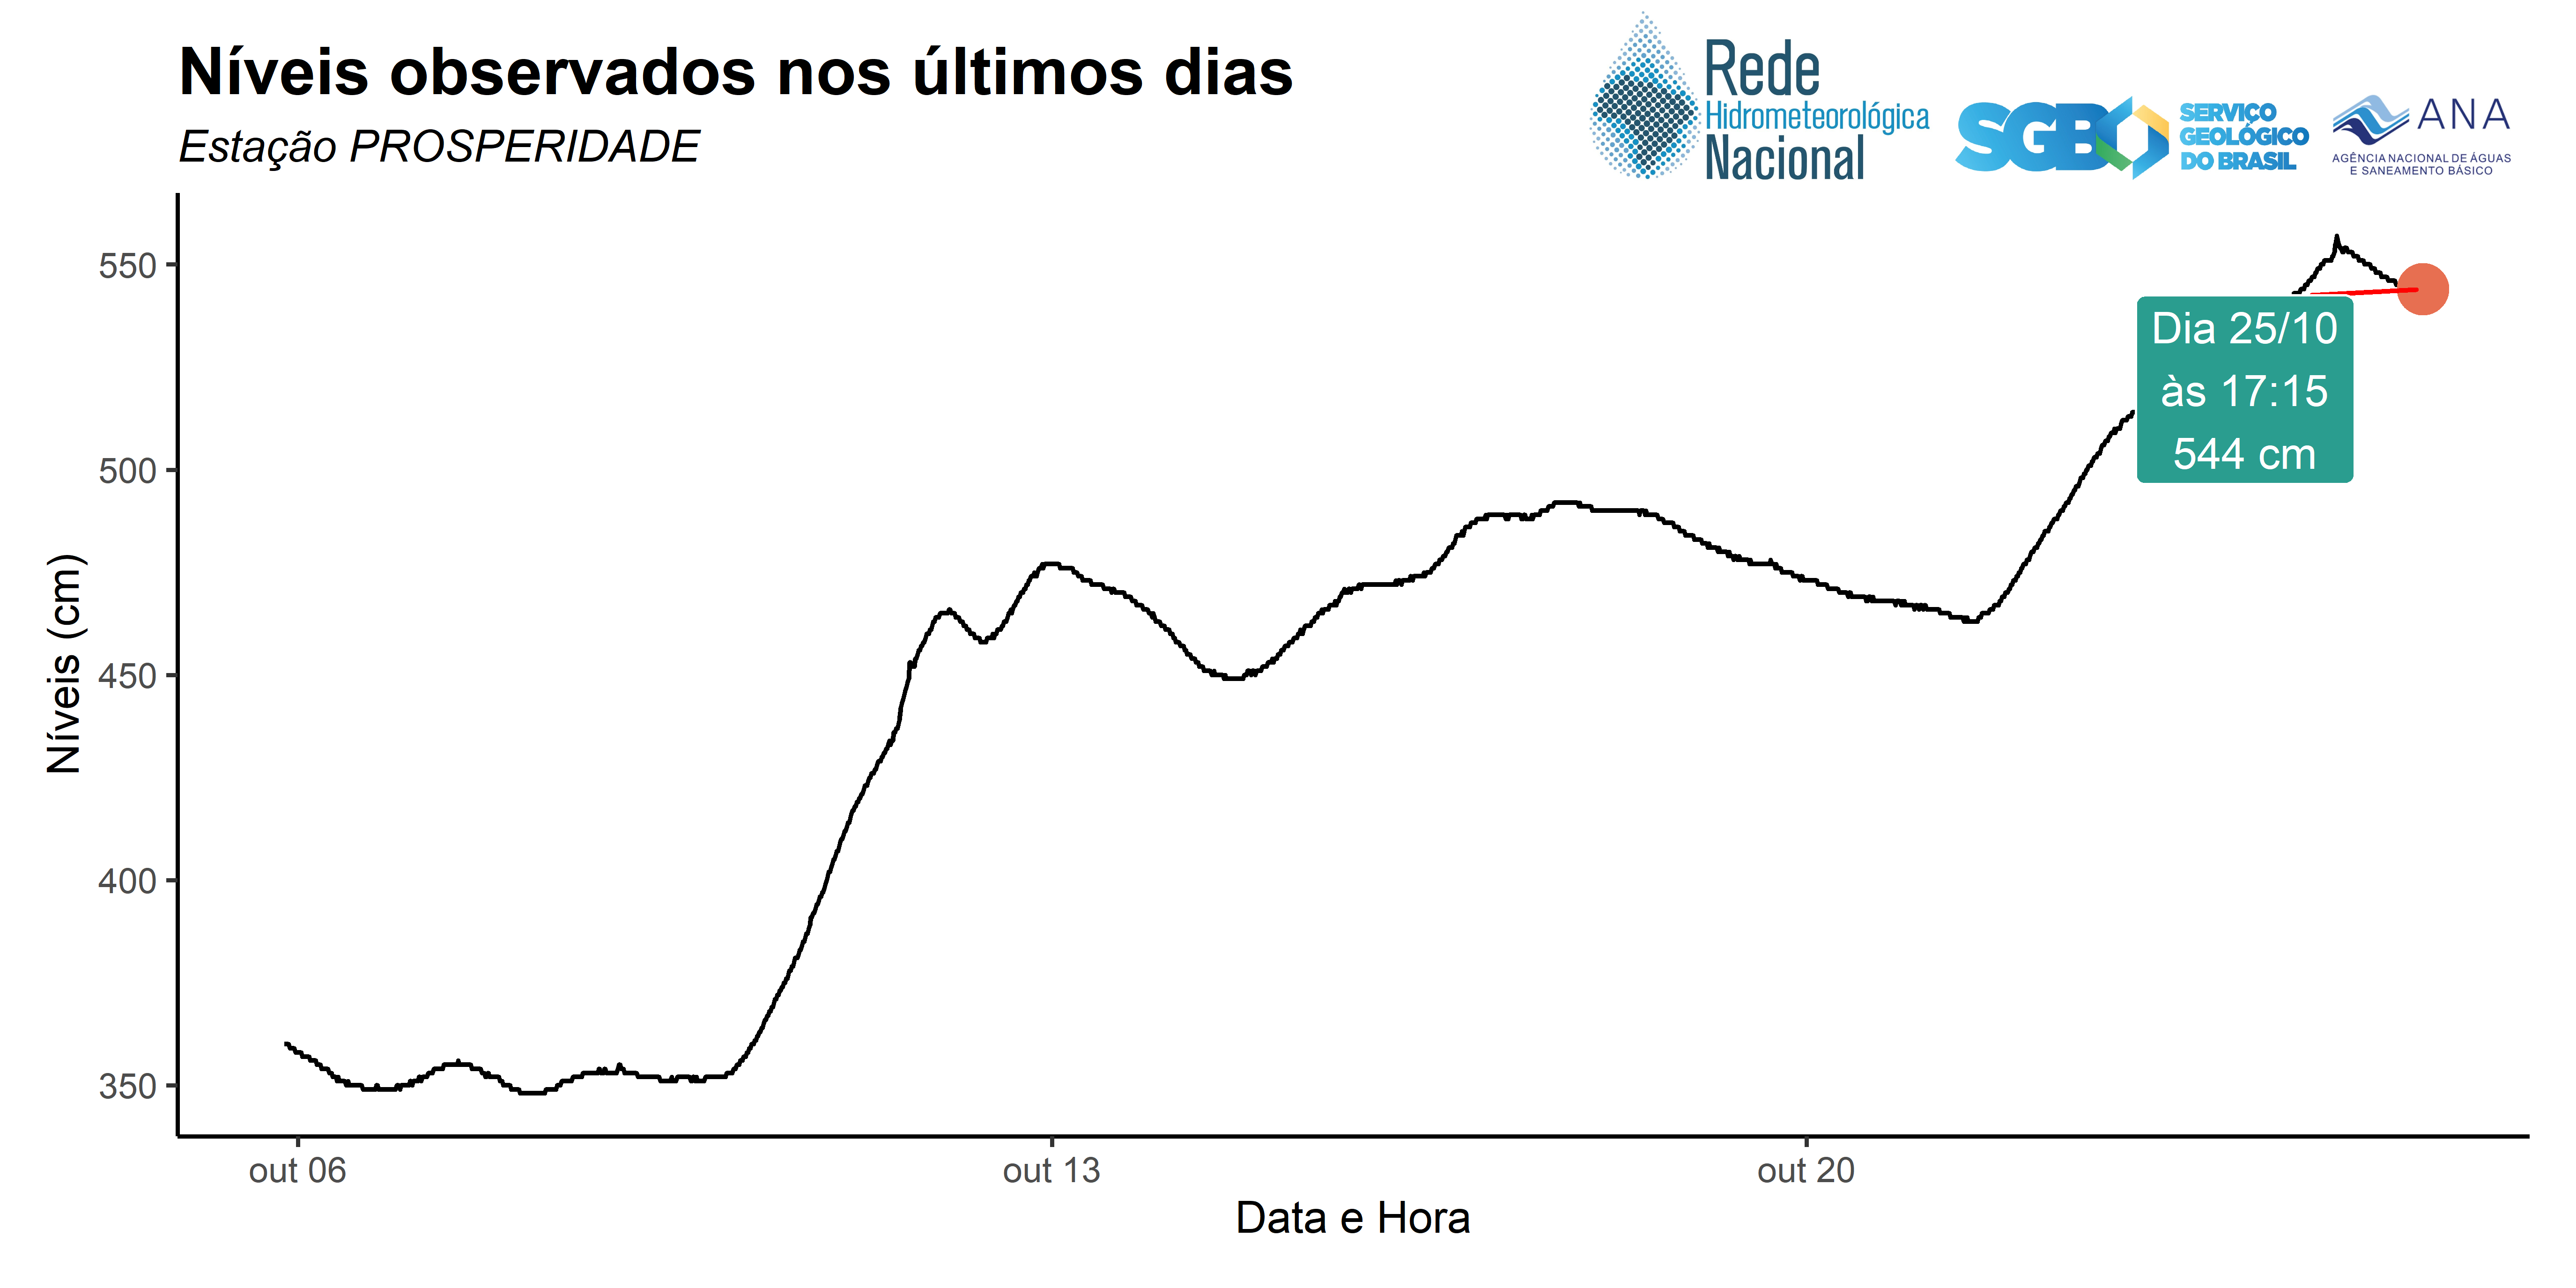 Níveis observados nos últimos dias
Estação PROSPERIDADE
Rede
Hidrometeorológica
Nacional
SGB
SERVIÇO
GEOLÓGICO
DO BRASIL
ANA
AGÊNCIA NACIONAL DE ÁGUAS
E SANEAMENTO BÁSICO
Níveis (cm)
550
500
450
400
350
Dia 25/10
às 17:15
544 cm
out 06
out 13
out 20
Data e Hora